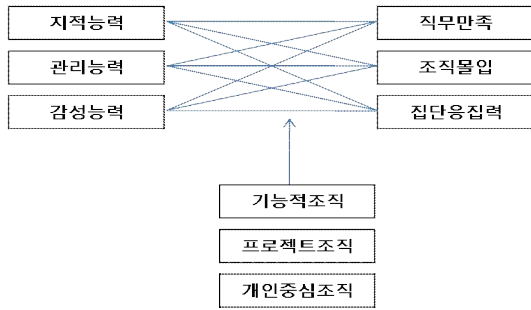 지적능력
직무만족
관리능력
조직몰입
감성능력
집단응집력
기능적조직
프로젝트조직
개인중심조직